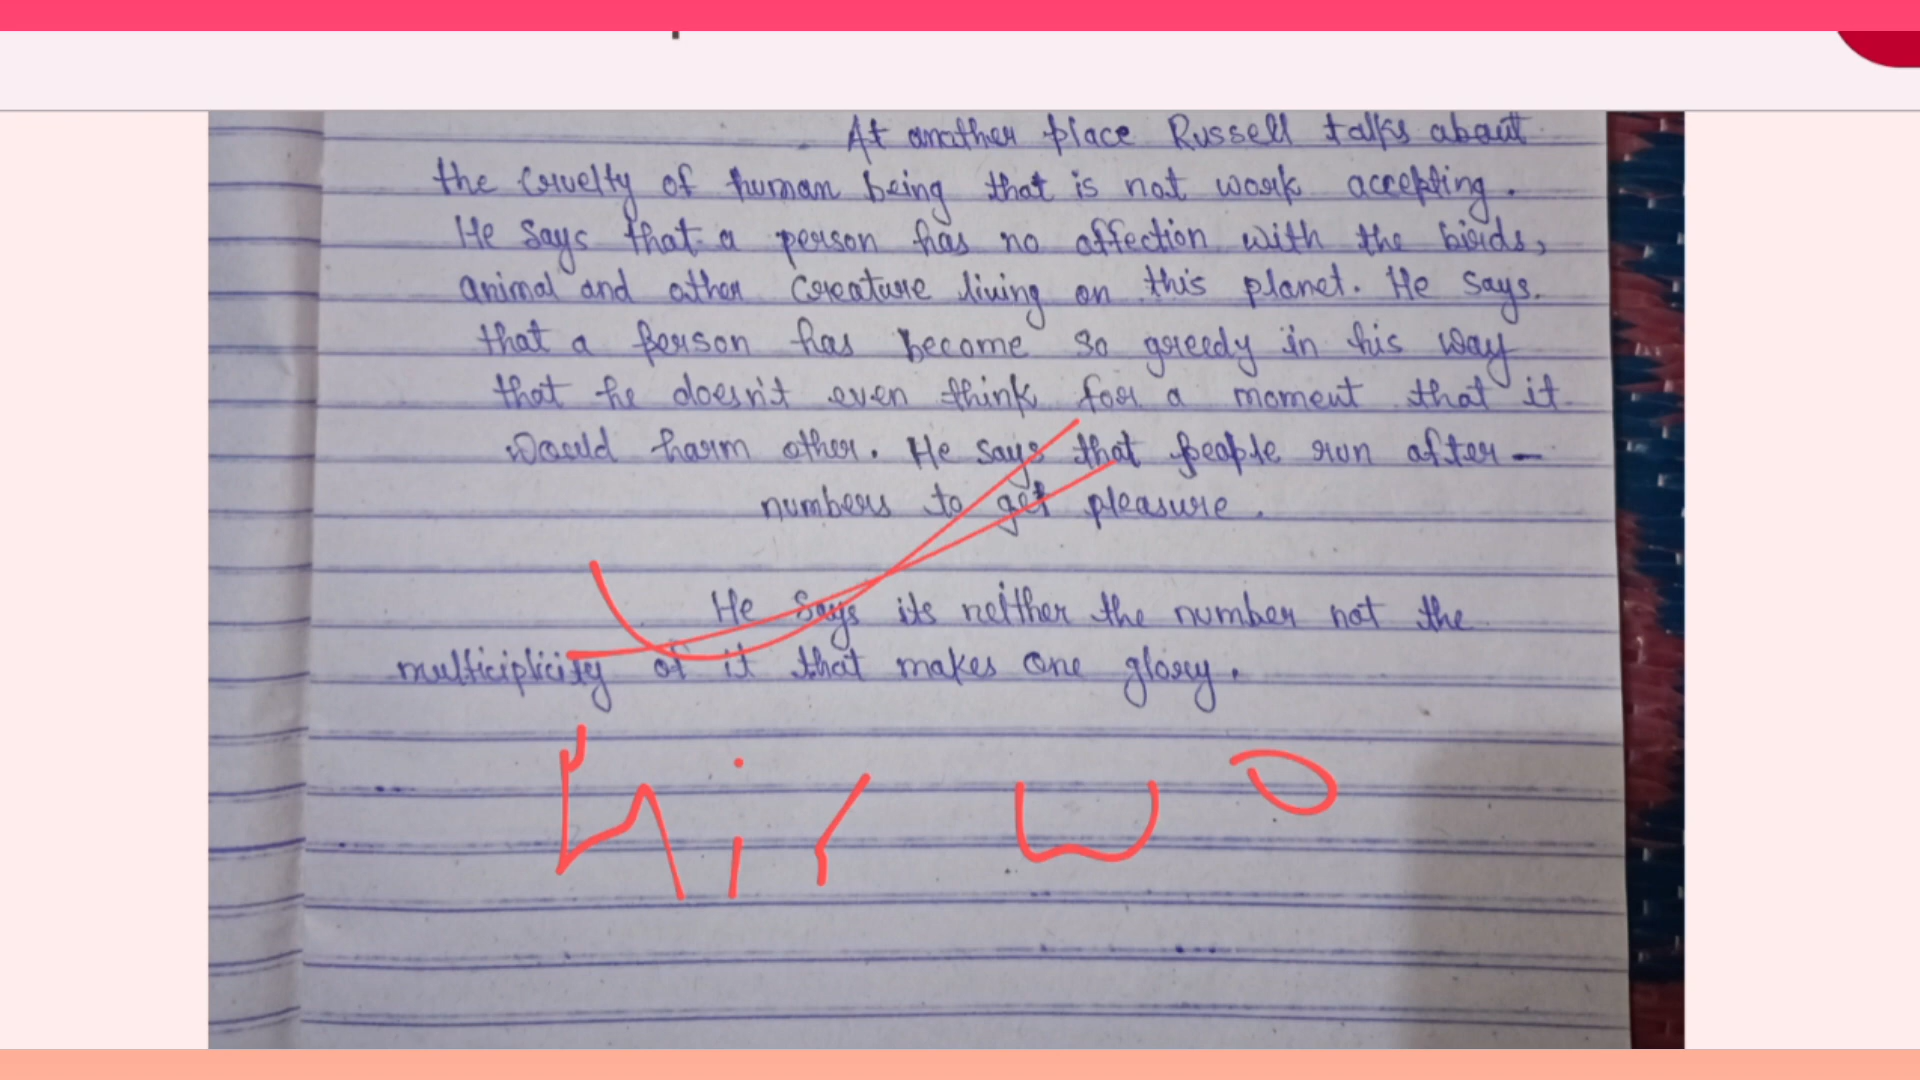 At another place Russell talks about
the cruelty of human being that is not work accepting.
He says that a person has no affection with the birds,
animal and other creature living on this planet. He says.
that a person has become so greedy in his way
that he doesn't even think for a moment that it
would harm other. He says that people run after -
numbers to get pleasure.
He says its neither the number not the
multiciplicity of it that makes one glory.